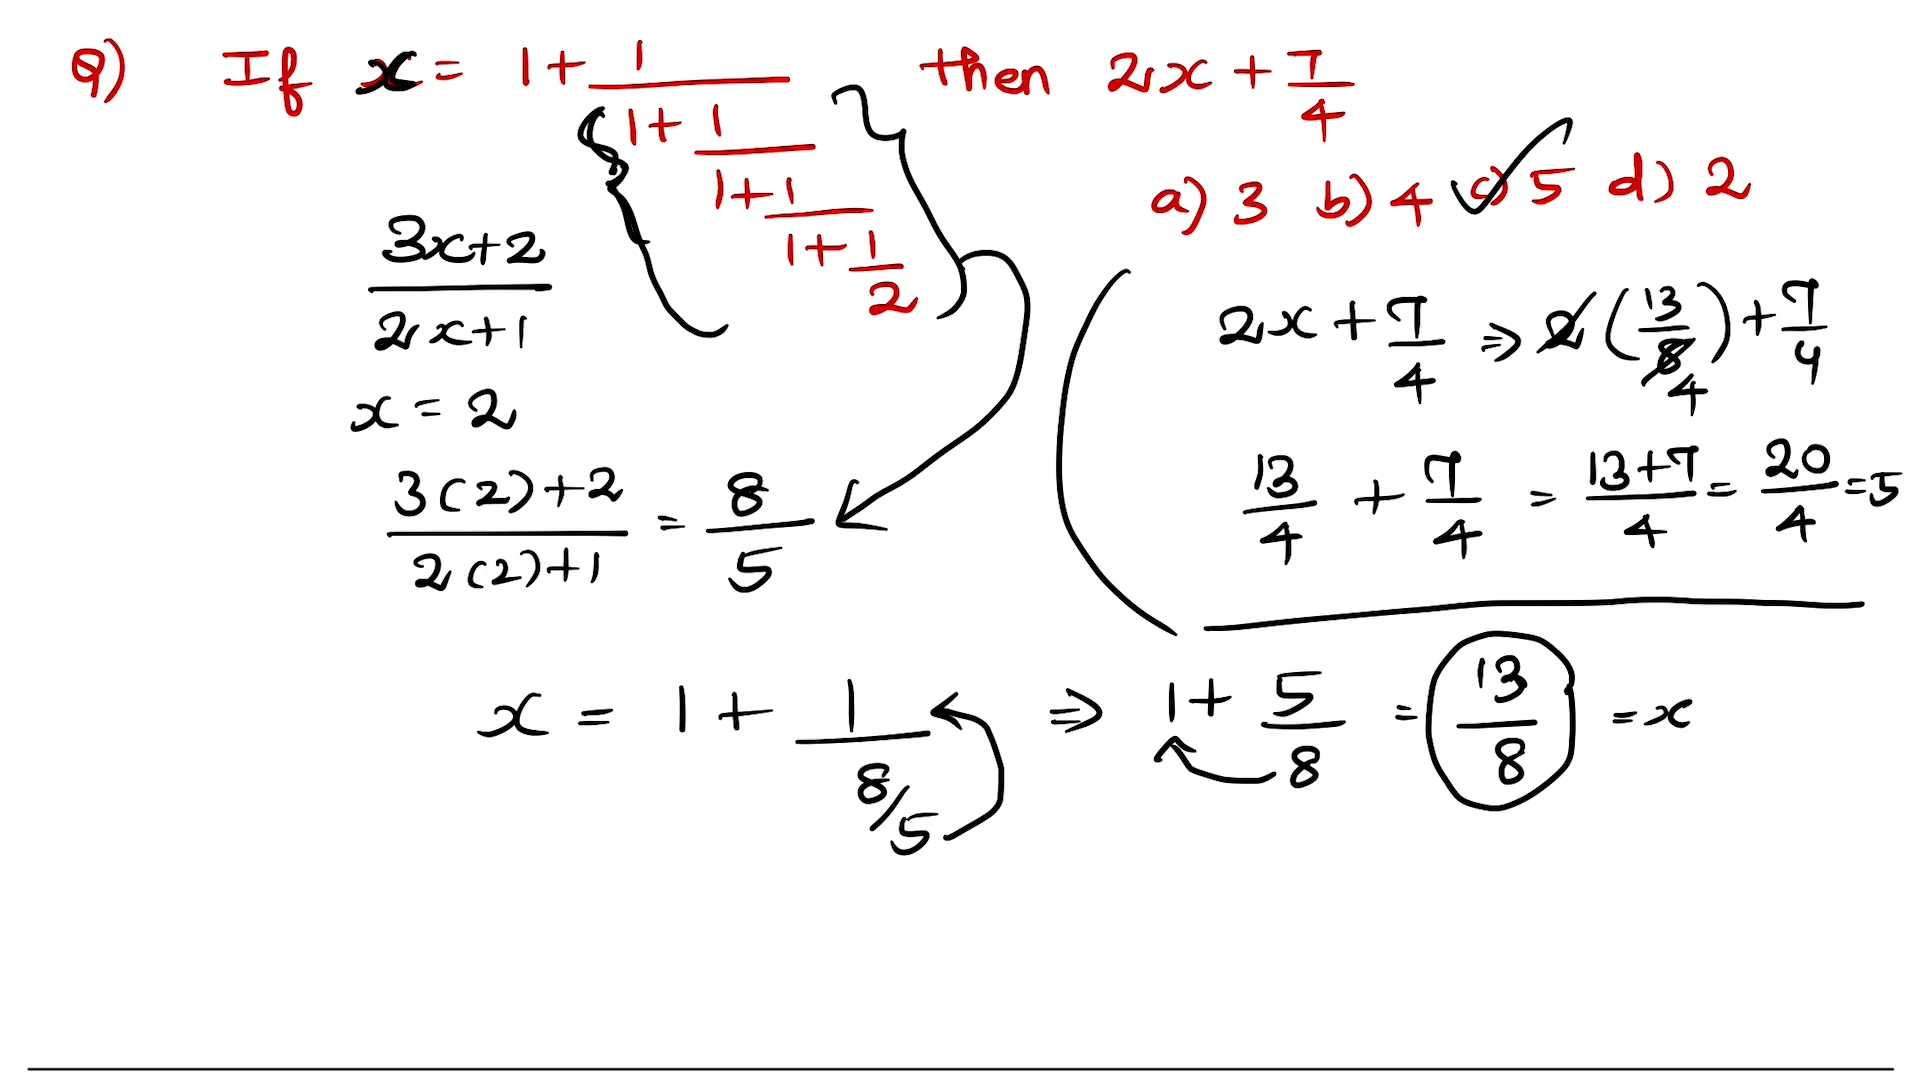 Q) If x = 1 + 1/(1 + 1/(1 + 1/(1 + 1/2))) then 2x + 7/4
a) 3 b) 4 c) 5 d) 2
3x+2/2x+1
x = 2
3(2)+2/2(2)+1 = 8/5
2x + 7/4 ⇒ 2(13/8) + 7/4
4
13/4 + 7/4 = 13+7/4 = 20/4 = 5
x = 1 + 1/(8/5) ⇒ 1 + 5/8 = 13/8 = x